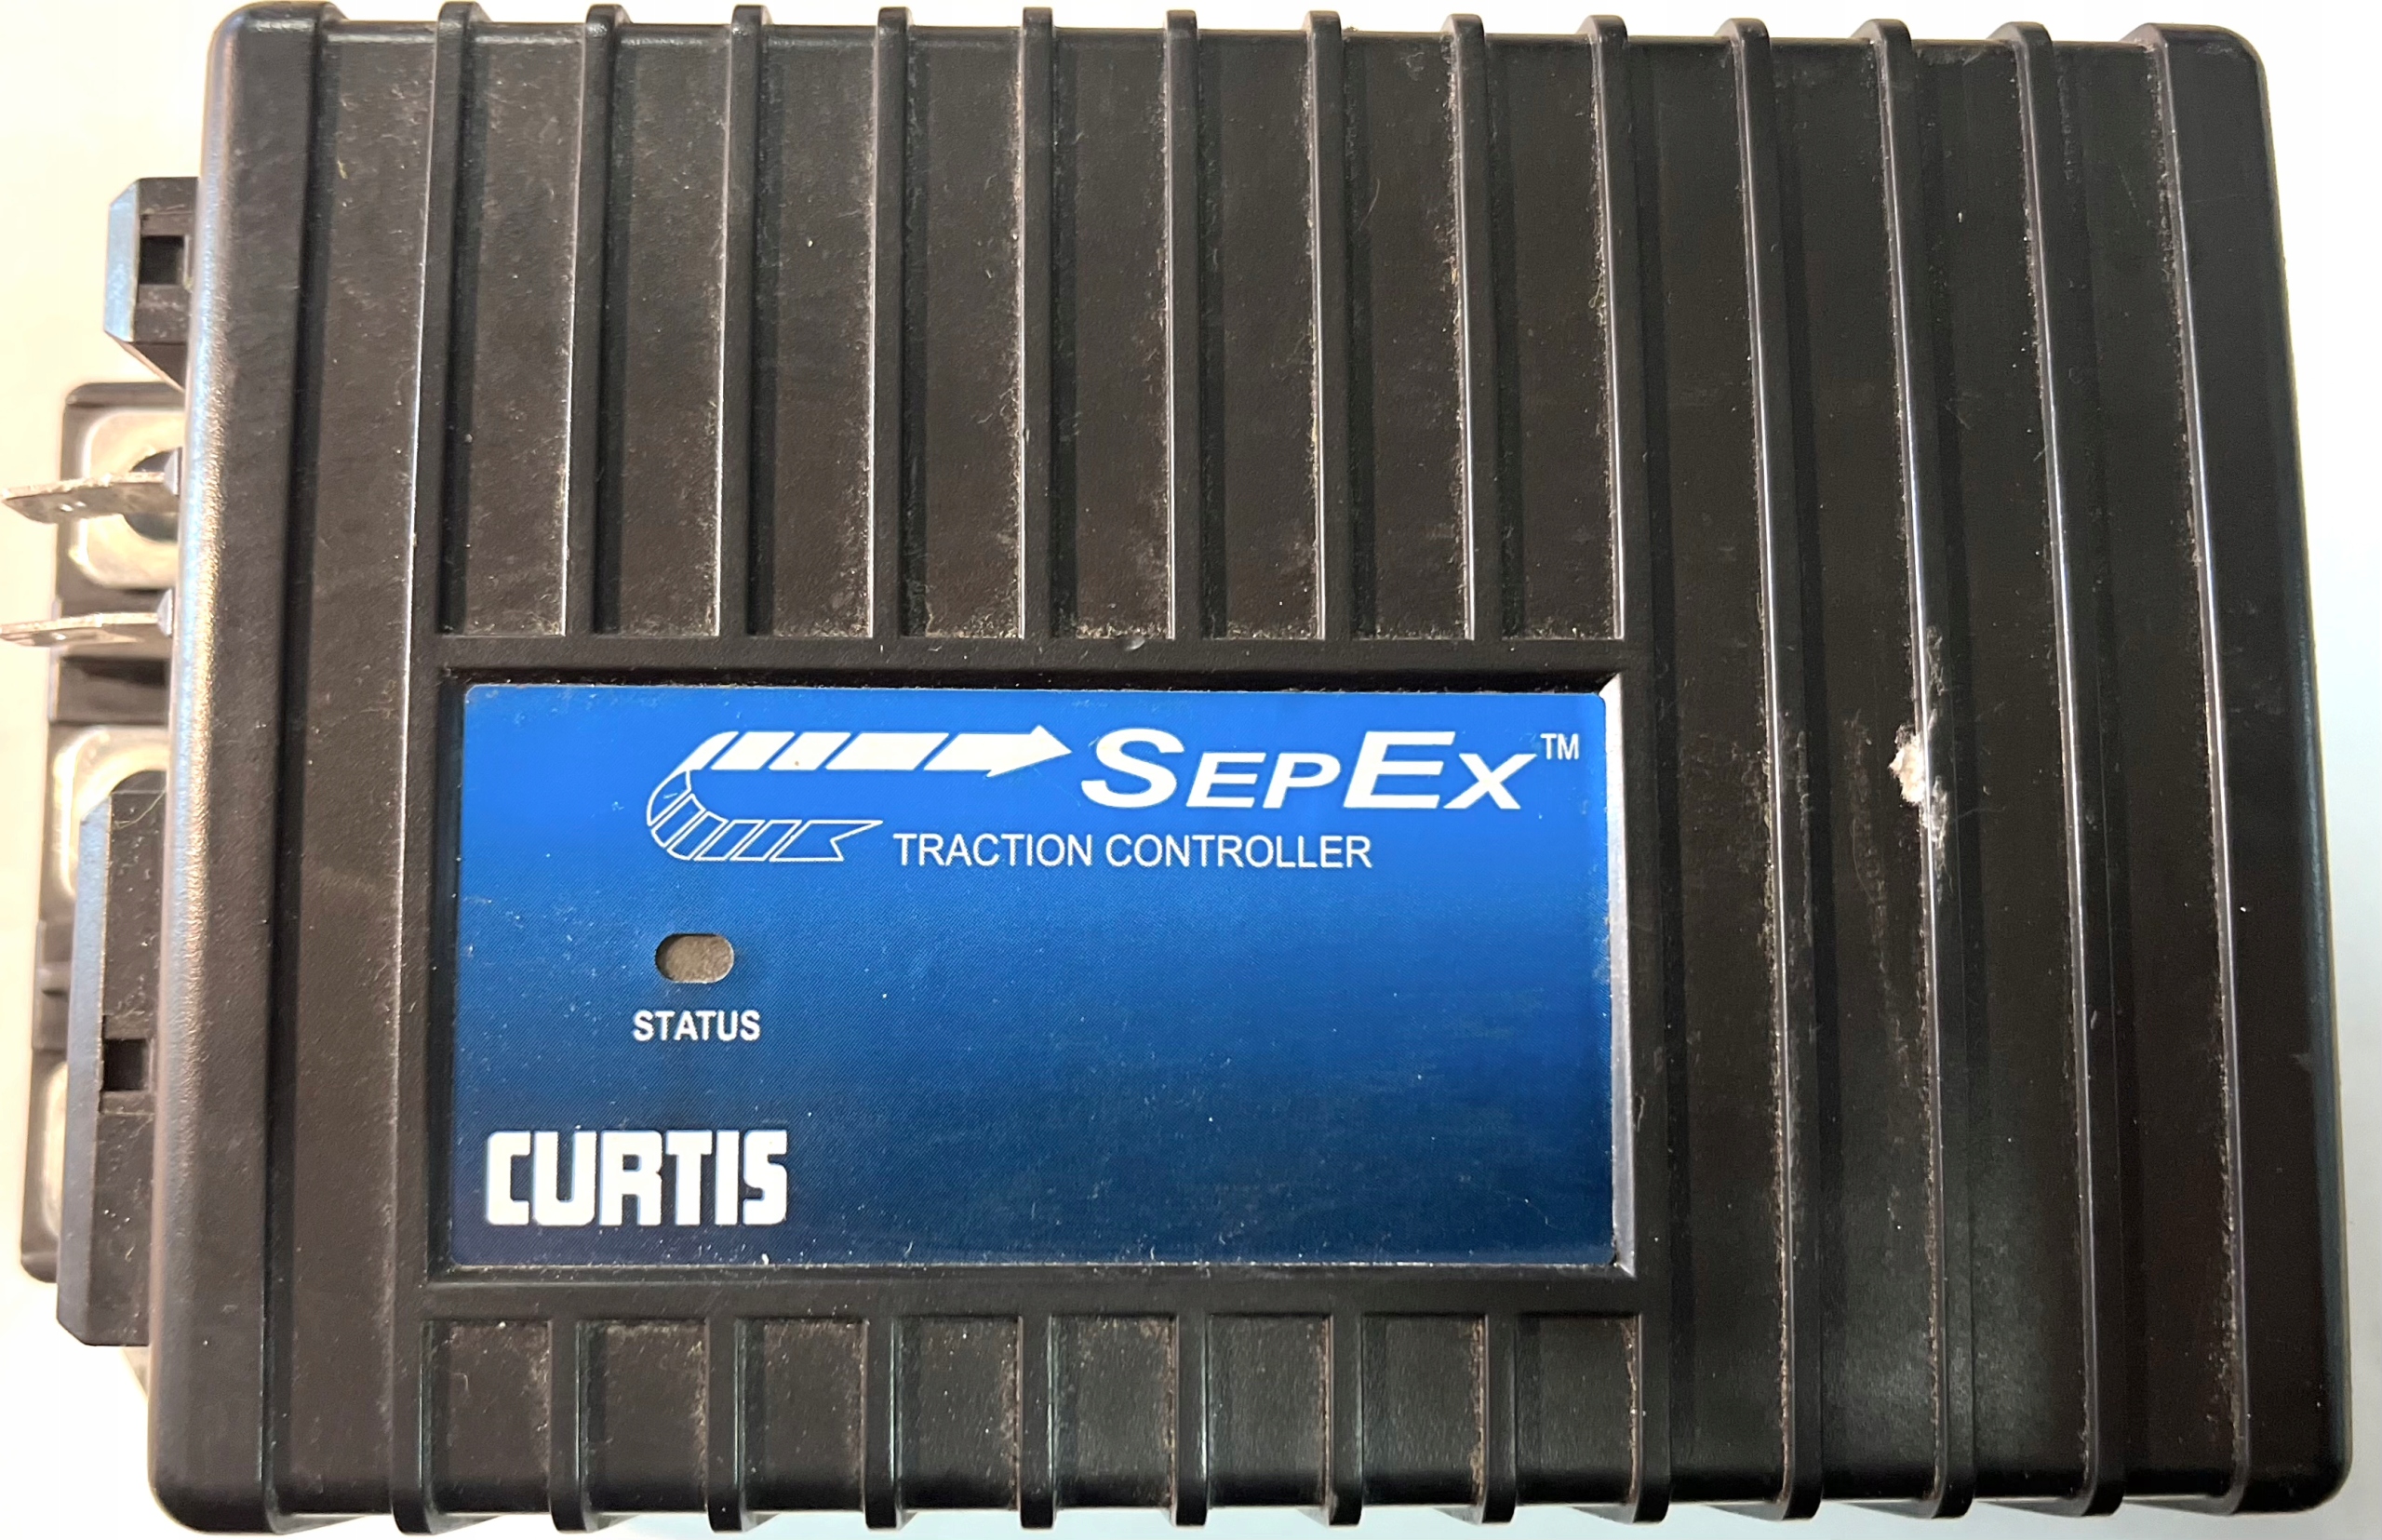 SEPEX™
TRACTION CONTROLLER
STATUS
CURTIS